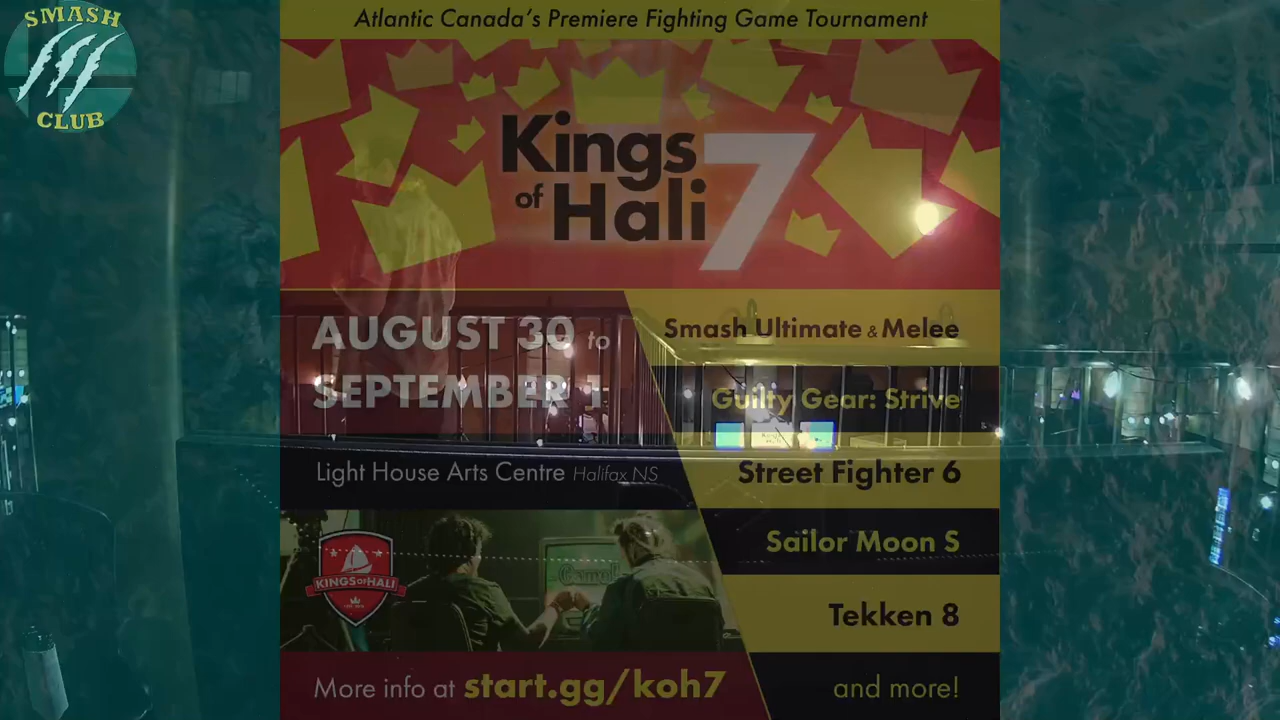 SMASH
CLUB
Atlantic Canada's Premiere Fighting Game Tournament
Kings
of Hali
7
AUGUST 30 to
SEPTEMBER 1
Light House Arts Centre Halifax NS
Smash Ultimate & Melee
Guilty Gear: Strive
Street Fighter 6
Sailor Moon S
Tekken 8
and more!
KINGS OF HALI
More info at start.gg/koh7